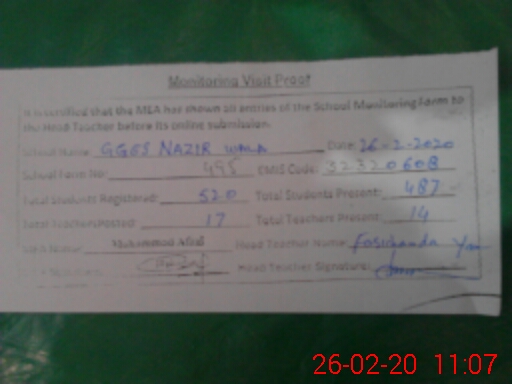 Monitoring Visit Proof
It is certified that the MEA has shown all entries of the School Monitoring Form to
the Head Teacher before its online submission.
School Name: GGES NAZIR WALA Date: 26-2-2020
School Form No: 495 EMIS Code: 32320608
Total Students Registered: 520 Total Students Present: 487
Total Teachers Posted: 17 Total Teachers Present: 14
MEA Name: Muhammad Afzal Head Teacher Name:
Head Teacher Signature:
26-02-20 11:07